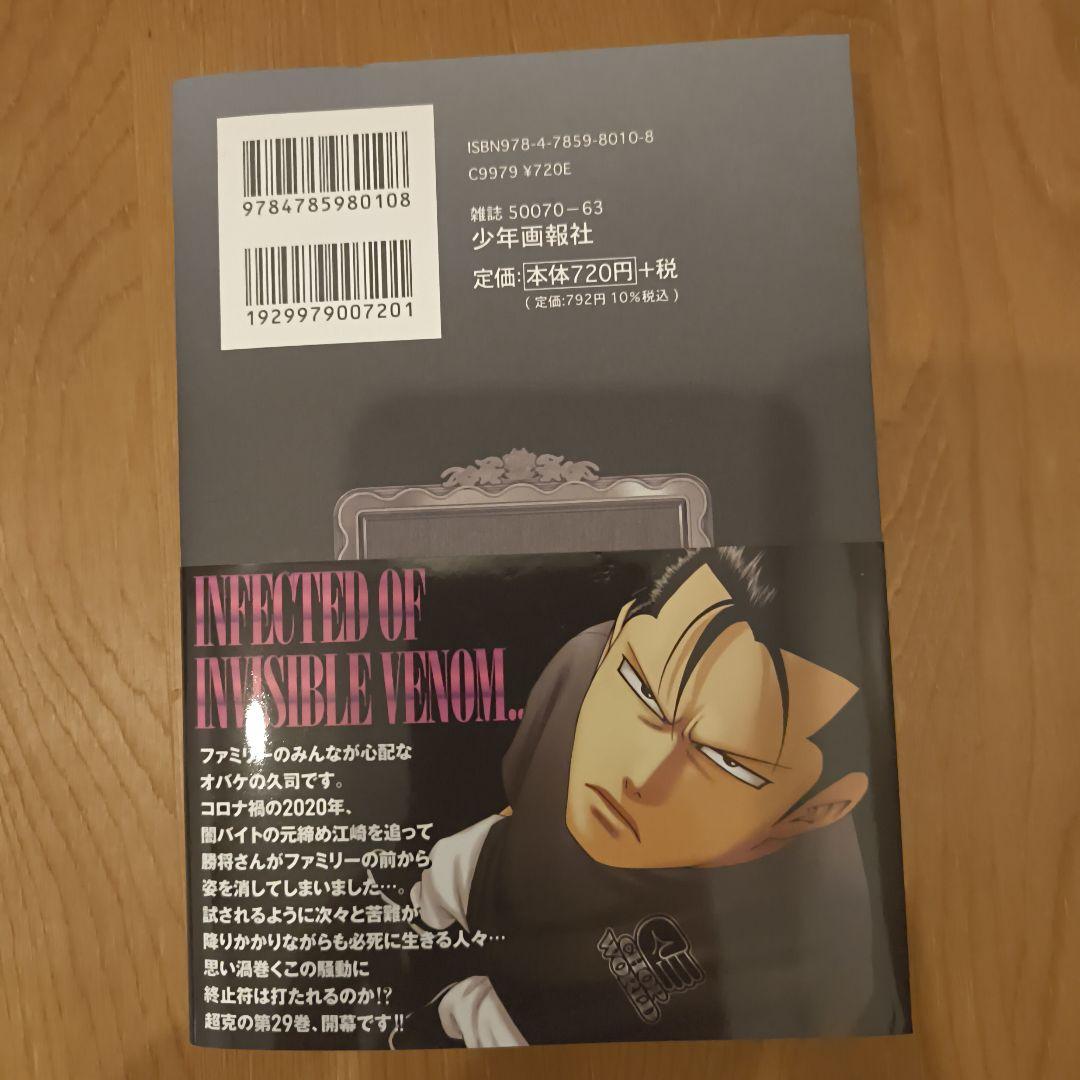 9784785980108
1929979007201
ISBN978-4-7859-8010-8
C9979 ¥720E
雑誌 50070-63
少年画報社
定価:本体720円+税
(定価:792円 10%税込)
INFECTED OF
INVISIBLE VENOM..
ファミリーのみんなが心配な
オバケの久司です。
コロナ禍の2020年、
闇バイトの元締め江崎を追って
勝将さんがファミリーの前から
姿を消してしまいました…。
試されるように次々と苦難が
降りかかりながらも必死に生きる人々…
思い渦巻くこの騒動に
終止符は打たれるのか!?
超克の第29巻、開幕です!!
CHOP
WORLD